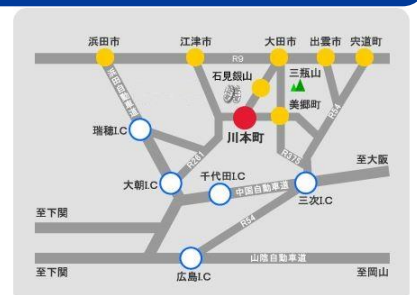 浜田市
江津市
大田市
出雲市
宍道町
R9
石見銀山
三瓶山
浜田自動車道
美郷町
R54
川本町
瑞穂I.C
R261
R375
至大阪
千代田I.C
大朝I.C
中国自動車道
三次I.C
至下関
R54
山陰自動車道
至下関
広島I.C
至岡山